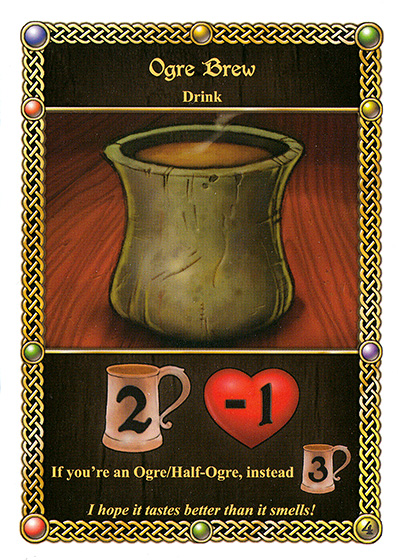 Ogre Brew
Drink
2 -1
If you're an Ogre/Half-Ogre, instead 3
I hope it tastes better than it smells!
4